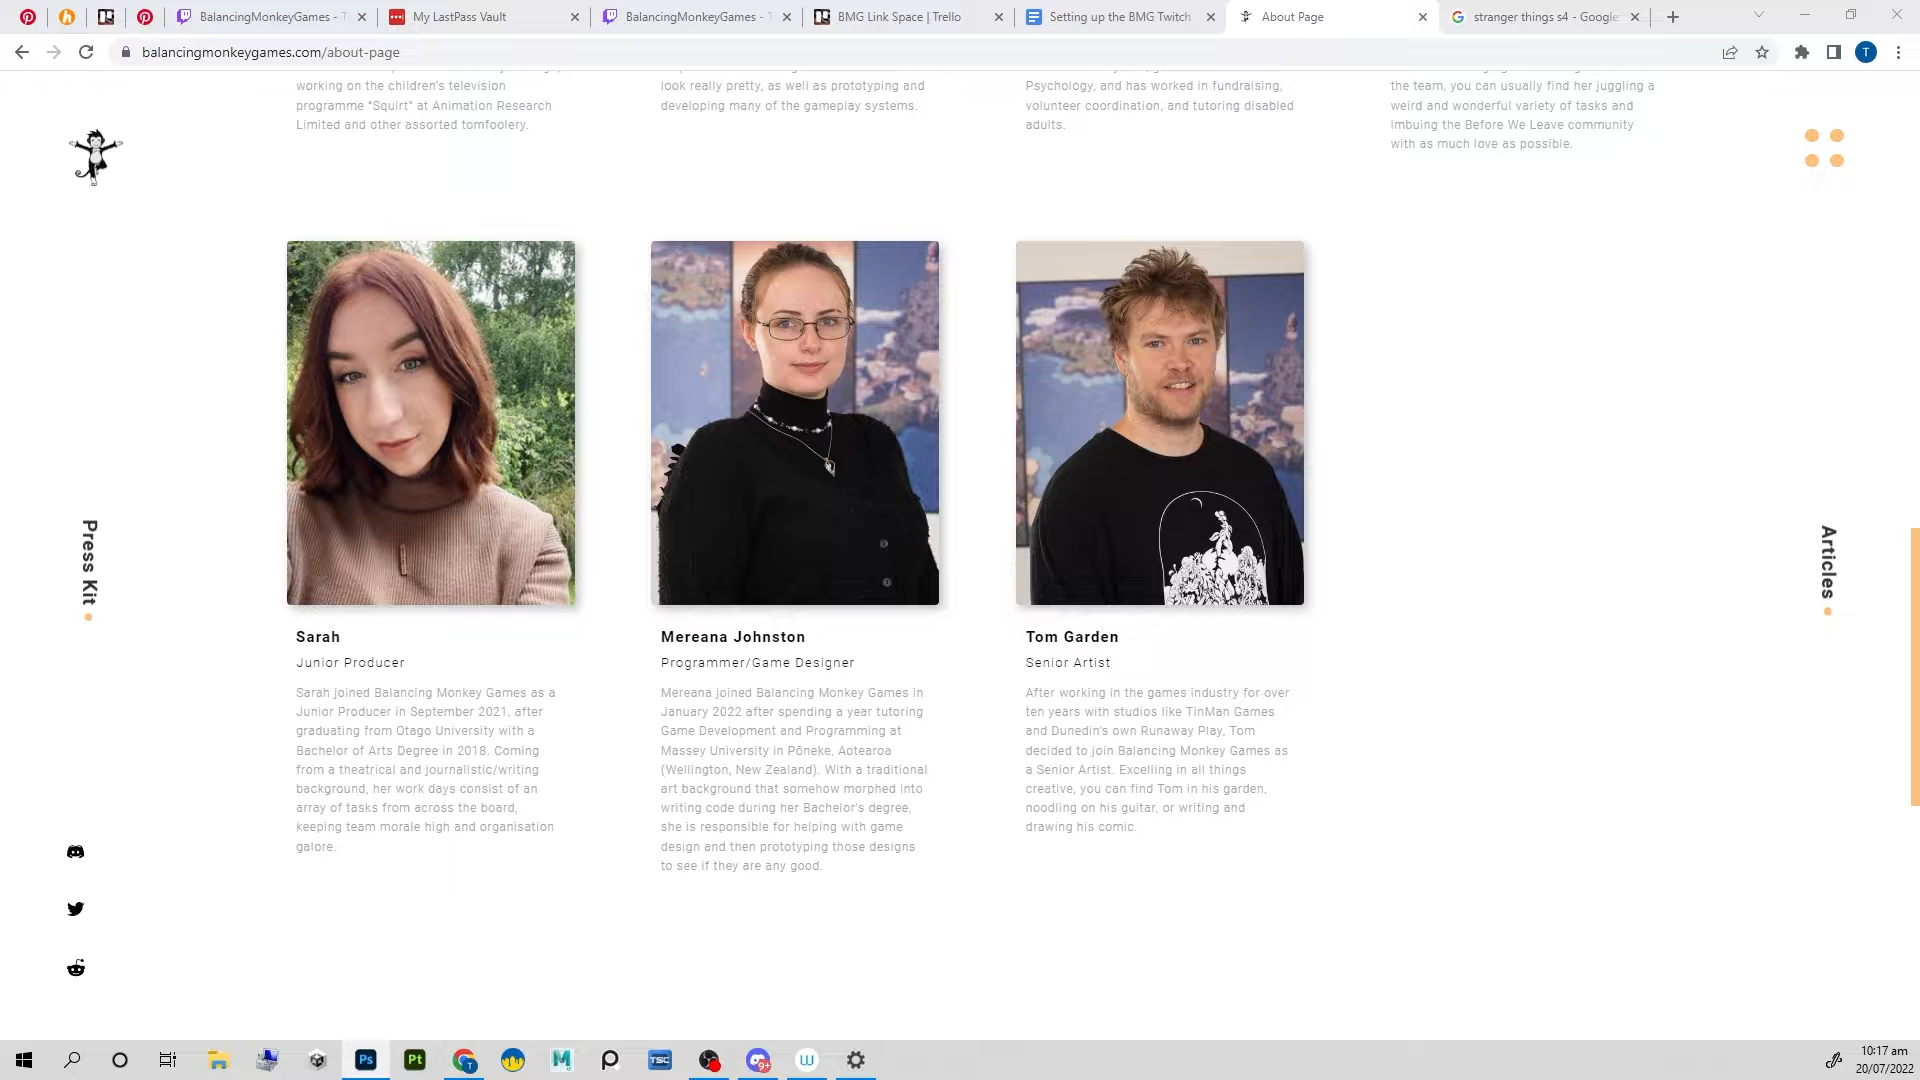 BalancingMonkeyGames - T
My LastPass Vault
BalancingMonkeyGames - T
BMG Link Space | Trello
Setting up the BMG Twitch
About Page
stranger things s4 - Google
balancingmonkeygames.com/about-page
T
working on the children's television
programme "Squirt" at Animation Research
Limited and other assorted tomfoolery.
look really pretty, as well as prototyping and
developing many of the gameplay systems.
Psychology, and has worked in fundraising,
volunteer coordination, and tutoring disabled
adults.
the team, you can usually find her juggling a
weird and wonderful variety of tasks and
imbuing the Before We Leave community
with as much love as possible.
Press Kit
Articles
Sarah
Junior Producer
Sarah joined Balancing Monkey Games as a
Junior Producer in September 2021, after
graduating from Otago University with a
Bachelor of Arts Degree in 2018. Coming
from a theatrical and journalistic/writing
background, her work days consist of an
array of tasks from across the board,
keeping team morale high and organisation
galore.
Mereana Johnston
Programmer/Game Designer
Mereana joined Balancing Monkey Games in
January 2022 after spending a year tutoring
Game Development and Programming at
Massey University in Pōneke, Aotearoa
(Wellington, New Zealand). With a traditional
art background that somehow morphed into
writing code during her Bachelor's degree,
she is responsible for helping with game
design and then prototyping those designs
to see if they are any good.
Tom Garden
Senior Artist
After working in the games industry for over
ten years with studios like TinMan Games
and Dunedin's own Runaway Play, Tom
decided to join Balancing Monkey Games as
a Senior Artist. Excelling in all things
creative, you can find Tom in his garden,
noodling on his guitar, or writing and
drawing his comic.
Ps
Pt
T
M
TSC
9+
10:17 am
20/07/2022